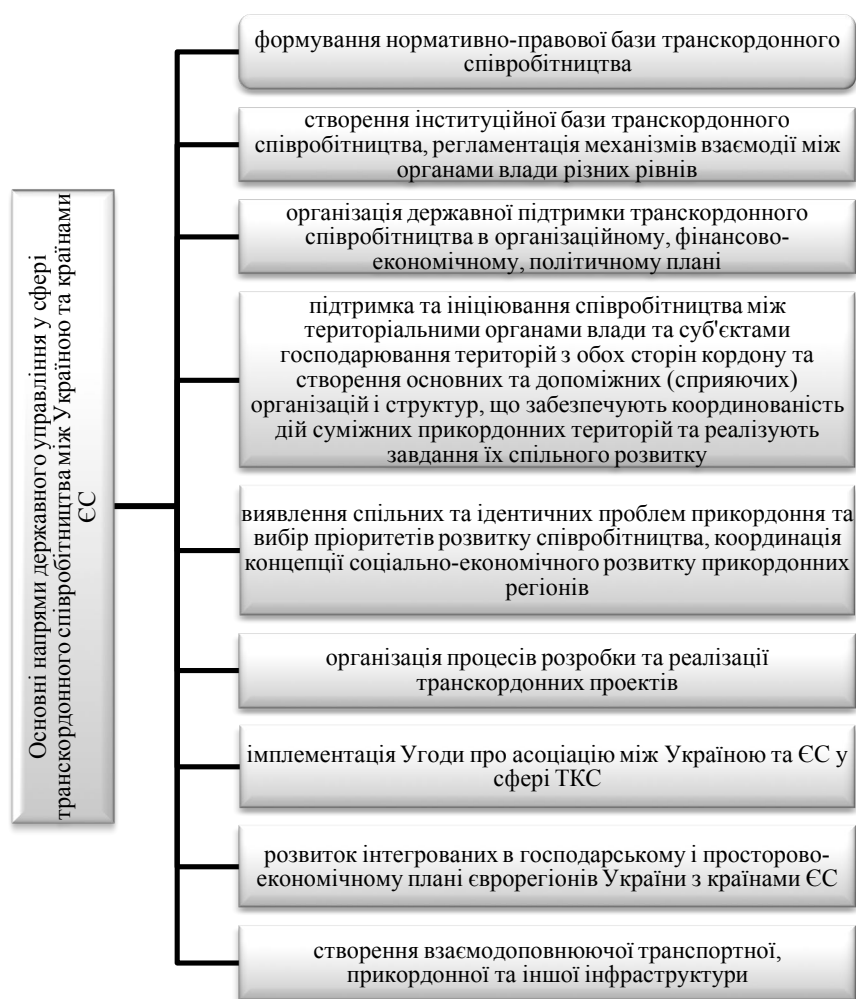 Основні напрями державного управління у сфері
транскордонного співробітництва між Україною та країнами
ЄС
формування нормативно-правової бази транскордонного
співробітництва
створення інституційної бази транскордонного
співробітництва, регламентація механізмів взаємодії між
органами влади різних рівнів
організація державної підтримки транскордонного
співробітництва в організаційному, фінансово-
економічному, політичному плані
підтримка та ініціювання співробітництва між
територіальними органами влади та суб'єктами
господарювання територій з обох сторін кордону та
створення основних та допоміжних (сприяючих)
організацій і структур, що забезпечують координованість
дій суміжних прикордонних територій та реалізують
завдання їх спільного розвитку
виявлення спільних та ідентичних проблем прикордоння та
вибір пріоритетів розвитку співробітництва, координація
концепції соціально-економічного розвитку прикордонних
регіонів
організація процесів розробки та реалізації
транскордонних проектів
імплементація Угоди про асоціацію між Україною та ЄС у
сфері ТКС
розвиток інтегрованих в господарському і просторово-
економічному плані єврорегіонів України з країнами ЄС
створення взаємодоповнюючої транспортної,
прикордонної та іншої інфраструктури